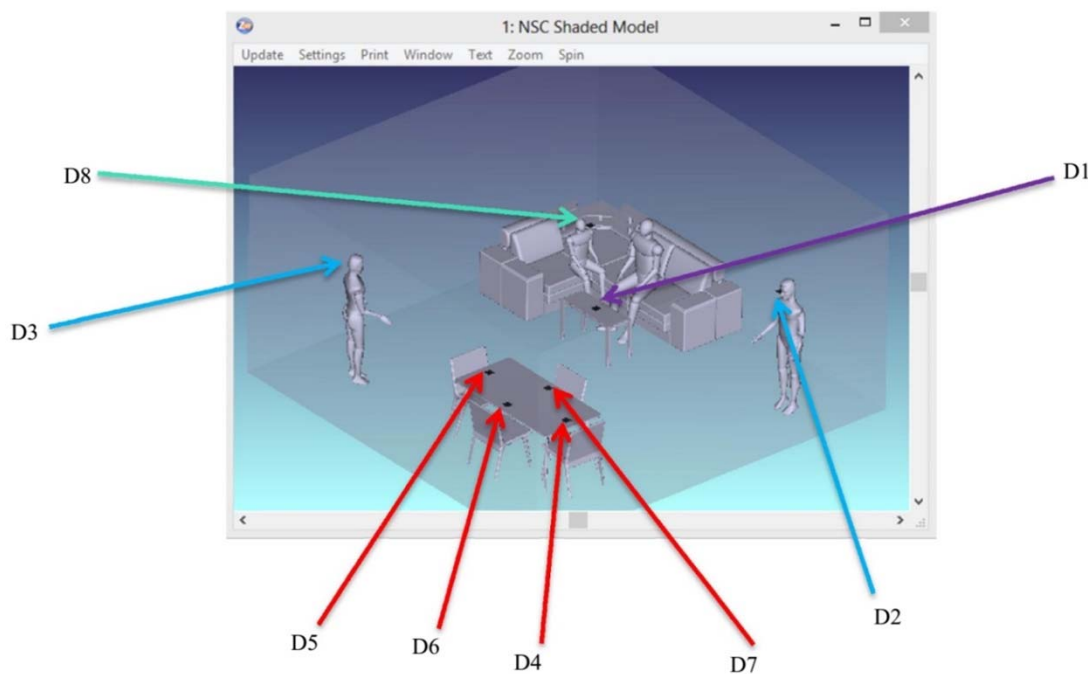 1: NSC Shaded Model
Update Settings Print Window Text Zoom Spin
D8
D1
D3
D2
D5
D6
D4
D7